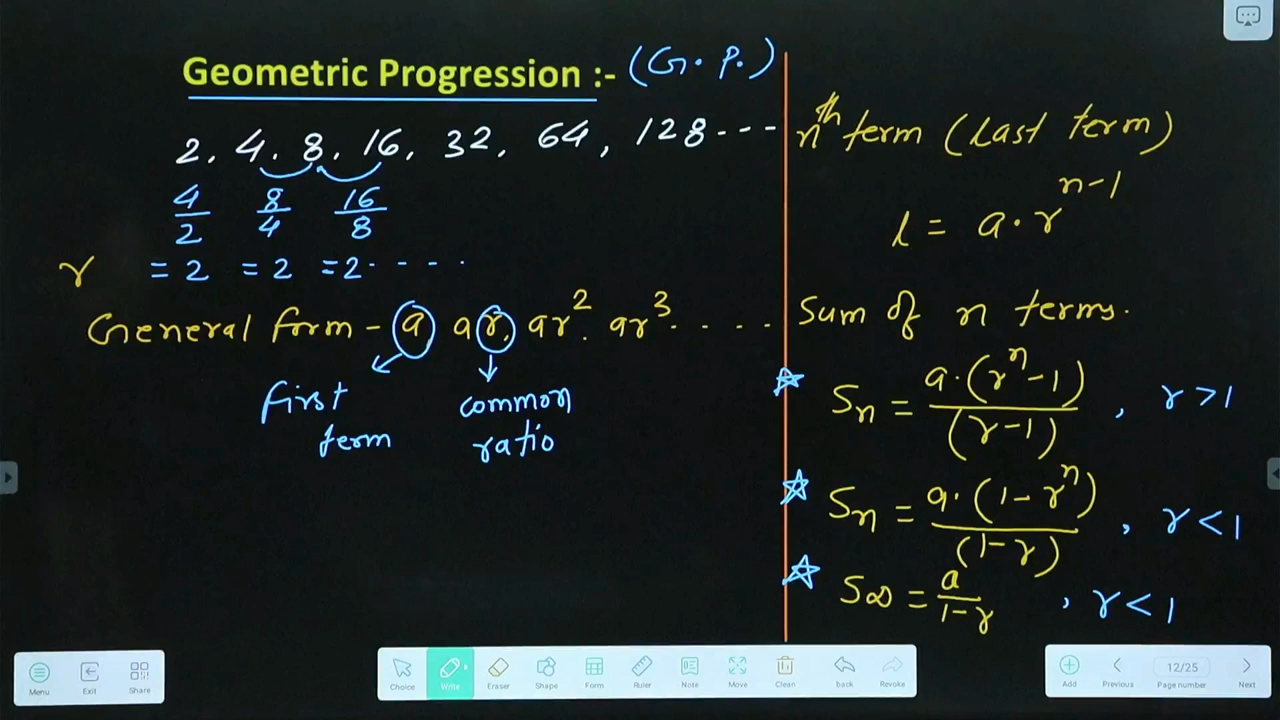 Geometric Progression :- (G.P.)
2, 4, 8, 16, 32, 64, 128---
4/2 8/4 16/8
r = 2 = 2 = 2 . . . .
General form - a, ar, ar², ar³. . . . .
first term
common ratio
nth term (Last term)
l = a·r^(n-1)
Sum of n terms.
☆ Sn = a·(r^n-1)/(r-1) , r>1
☆ Sn = a·(1-r^n)/(1-r) , r<1
☆ S∞ = a/1-r , r<1
Menu Exit Share
Choice Write Eraser Shape Form Ruler Note Move Clean back Revoke
Add Previous 12/25 Page number Next